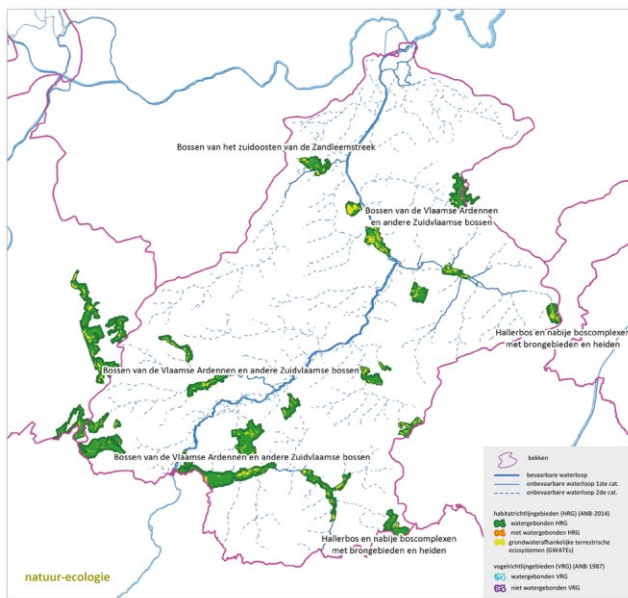 Bossen van het zuidoosten van de Zandleemstreek
Bossen van de Vlaamse Ardennen
en andere Zuidvlaamse bossen
Hallerbos en nabije boscomplexen
met brongebieden en heiden
Bossen van de Vlaamse Ardennen en andere Zuidvlaamse bossen
Bossen van de Vlaamse Ardennen en andere Zuidvlaamse bossen
Hallerbos en nabije boscomplexen
met brongebieden en heiden
natuur-ecologie
bekken
bevaarbare waterloop
onbevaarbare waterloop 1ste cat.
onbevaarbare waterloop 2de cat.
habitatrichtlijngebieden (HRG) (ANB-2014)
watergebonden HRG
niet watergebonden HRG
grondwaterafhankelijke terrestrische
ecosystemen (GWATEs)
vogelrichtlijngebieden (VRG) (ANB-1987)
watergebonden VRG
niet watergebonden VRG